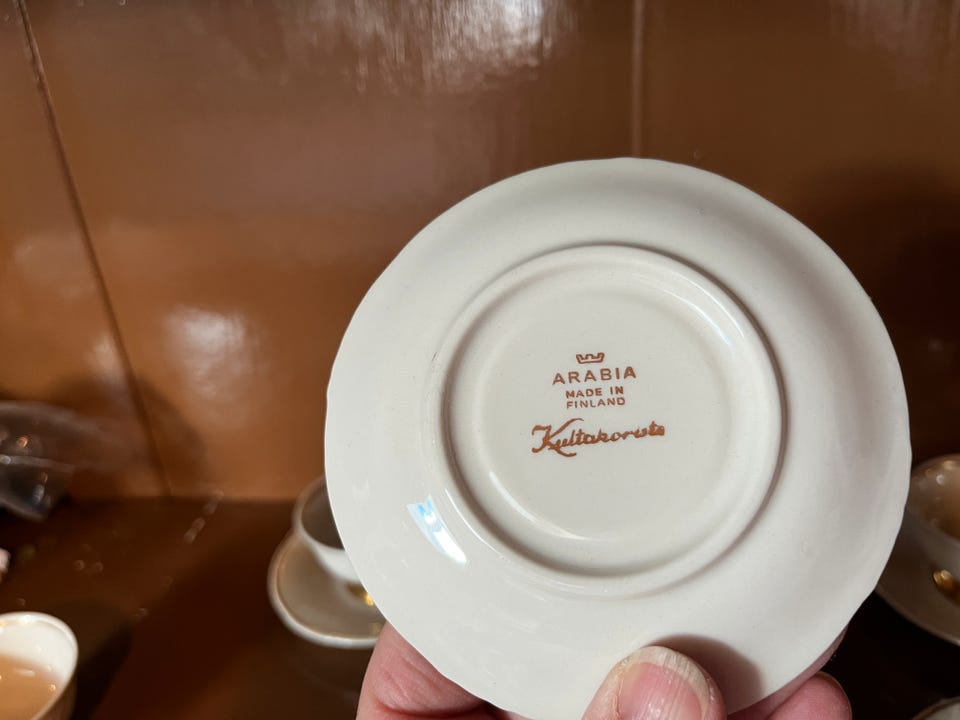 ARABIA
MADE IN
FINLAND
Kultakoruste